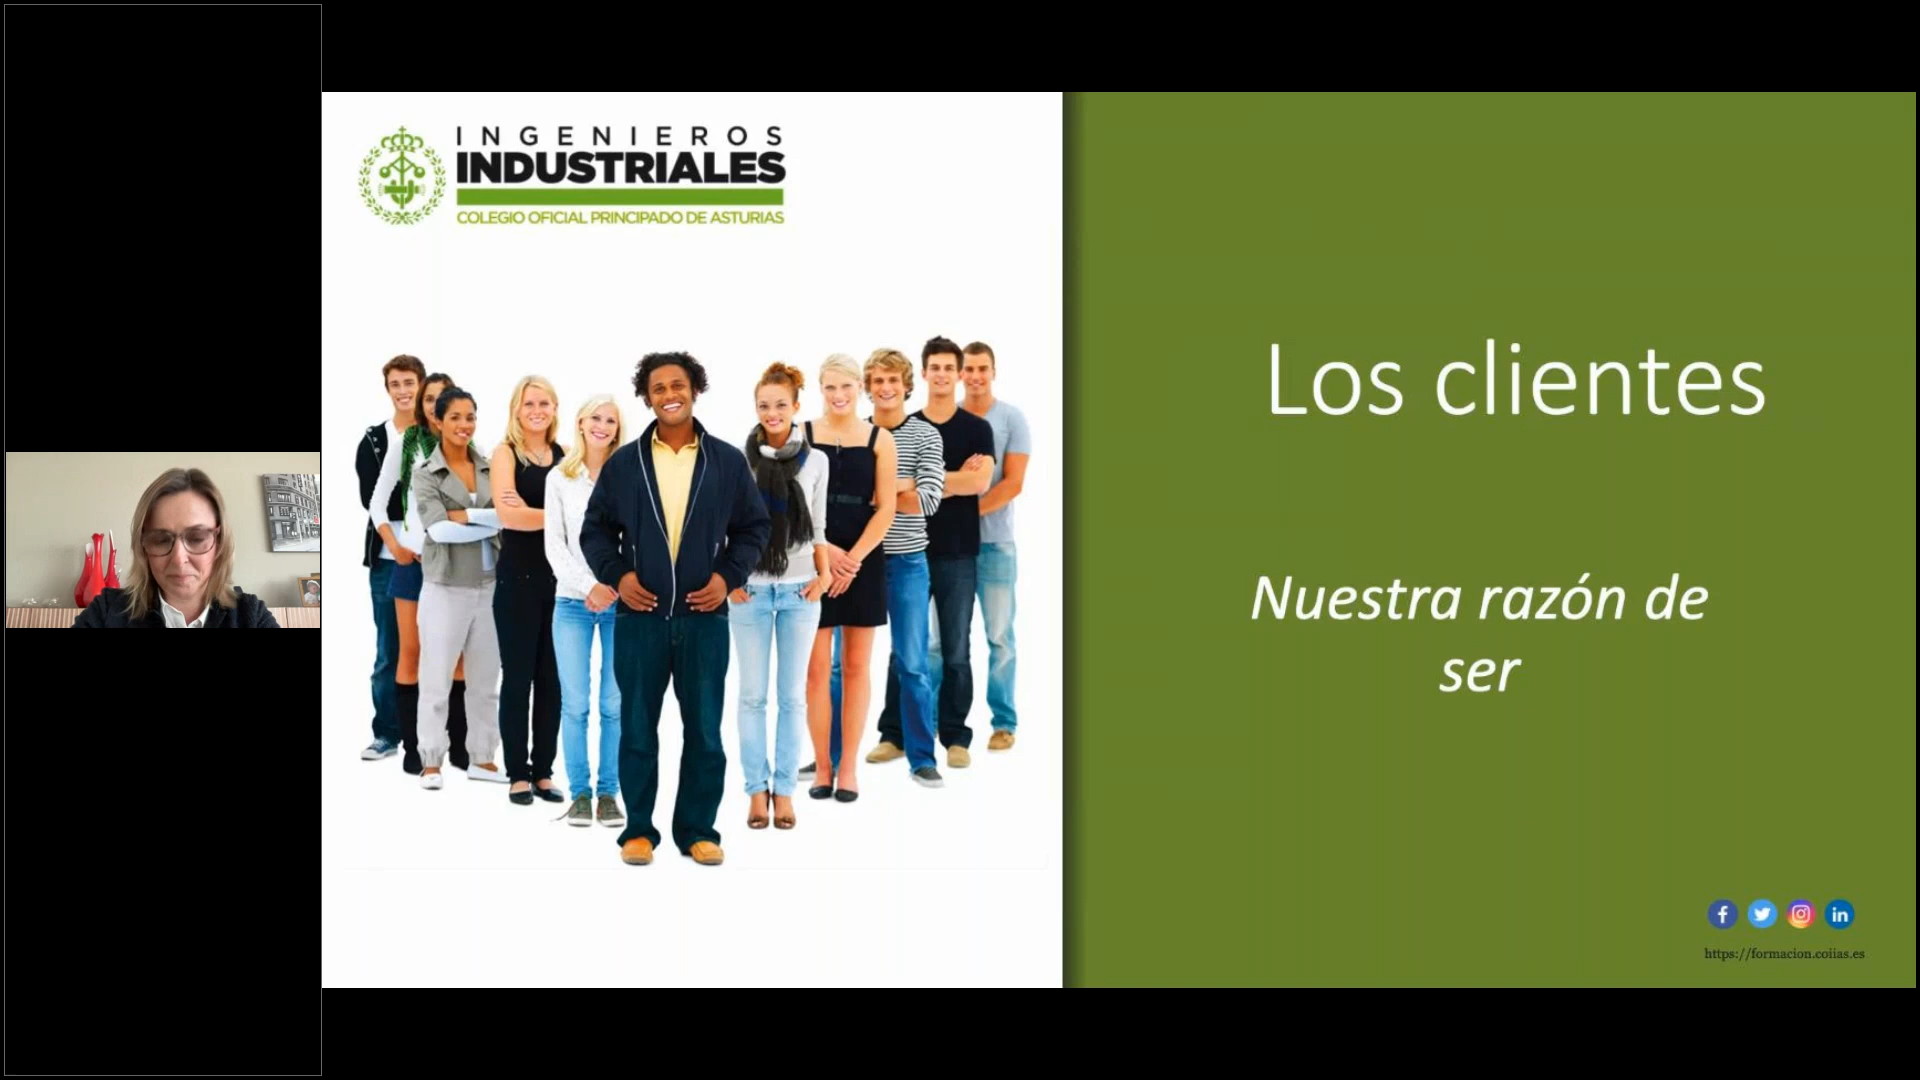 INGENIEROS
INDUSTRIALES
COLEGIO OFICIAL PRINCIPADO DE ASTURIAS
Los clientes
Nuestra razón de
ser
https://formacion.coiias.es